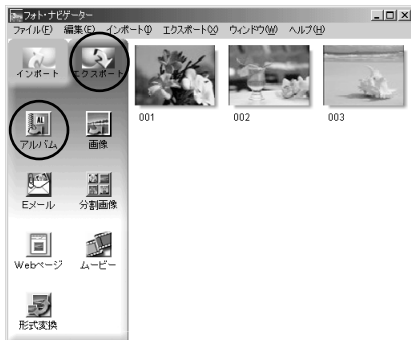 フォト・ナビゲーター
ファイル(F) 編集(E) インポート(I) エクスポート(X) ウィンドウ(W) ヘルプ(H)
インポート エクスポート
001 002 003
アルバム 画像
Eメール 分割画像
Webページ ムービー
形式変換